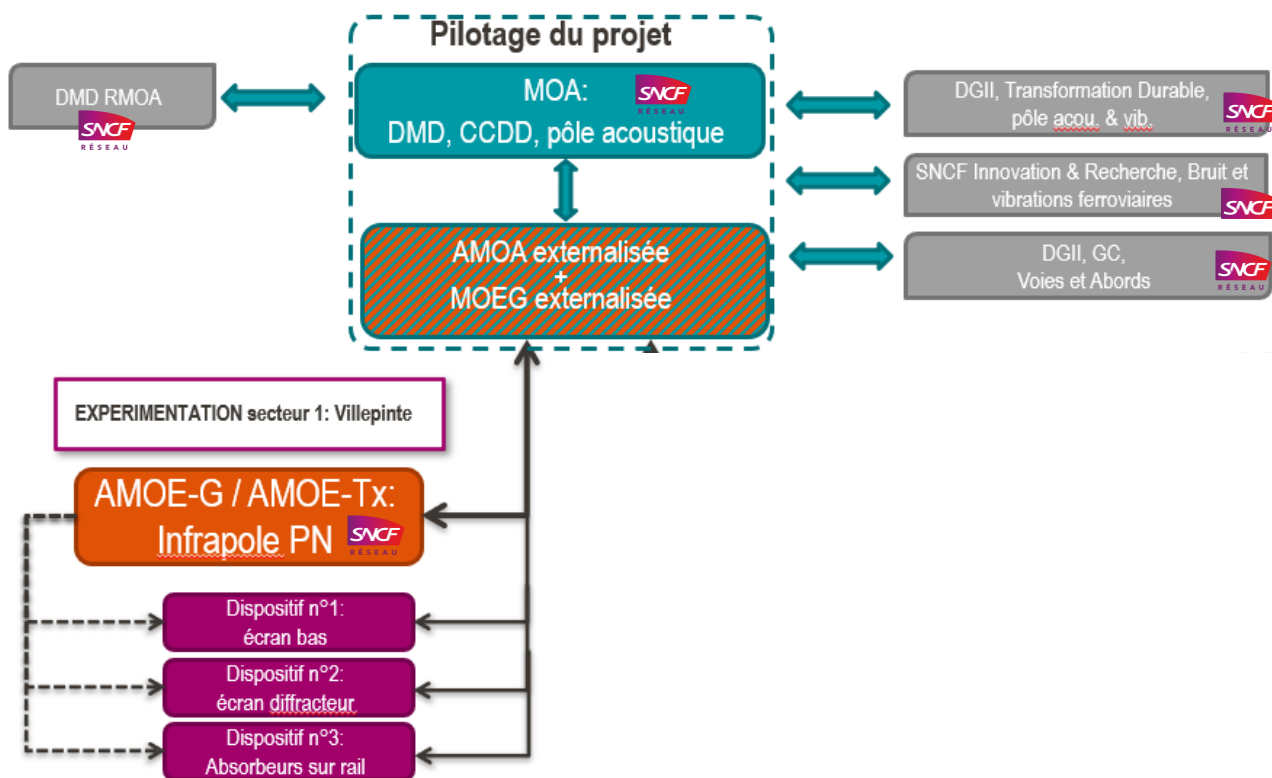 Pilotage du projet
DMD RMOA
SNCF
RÉSEAU
MOA:
SNCF
RÉSEAU
DMD, CCDD, pôle acoustique
DGII, Transformation Durable,
pôle acou. & vib.
SNCF
RÉSEAU
SNCF Innovation & Recherche, Bruit et
vibrations ferroviaires
SNCF
AMOA externalisée
+
MOEG externalisée
DGII, GC,
Voies et Abords
SNCF
RÉSEAU
EXPERIMENTATION secteur 1: Villepinte
AMOE-G / AMOE-Tx:
Infrapole PN
SNCF
RÉSEAU
Dispositif n°1:
écran bas
Dispositif n°2:
écran diffracteur
Dispositif n°3:
Absorbeurs sur rail